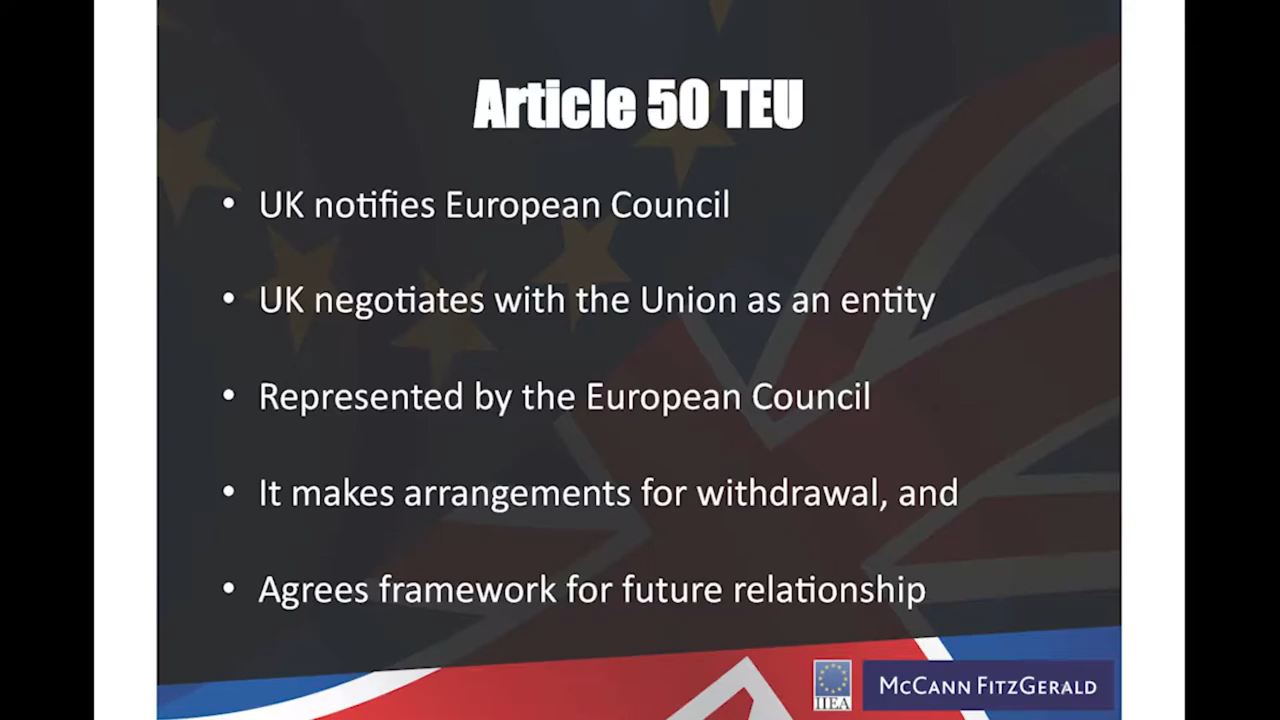 Article 50 TEU
• UK notifies European Council
• UK negotiates with the Union as an entity
• Represented by the European Council
• It makes arrangements for withdrawal, and
• Agrees framework for future relationship
IIEA
McCann FitzGerald